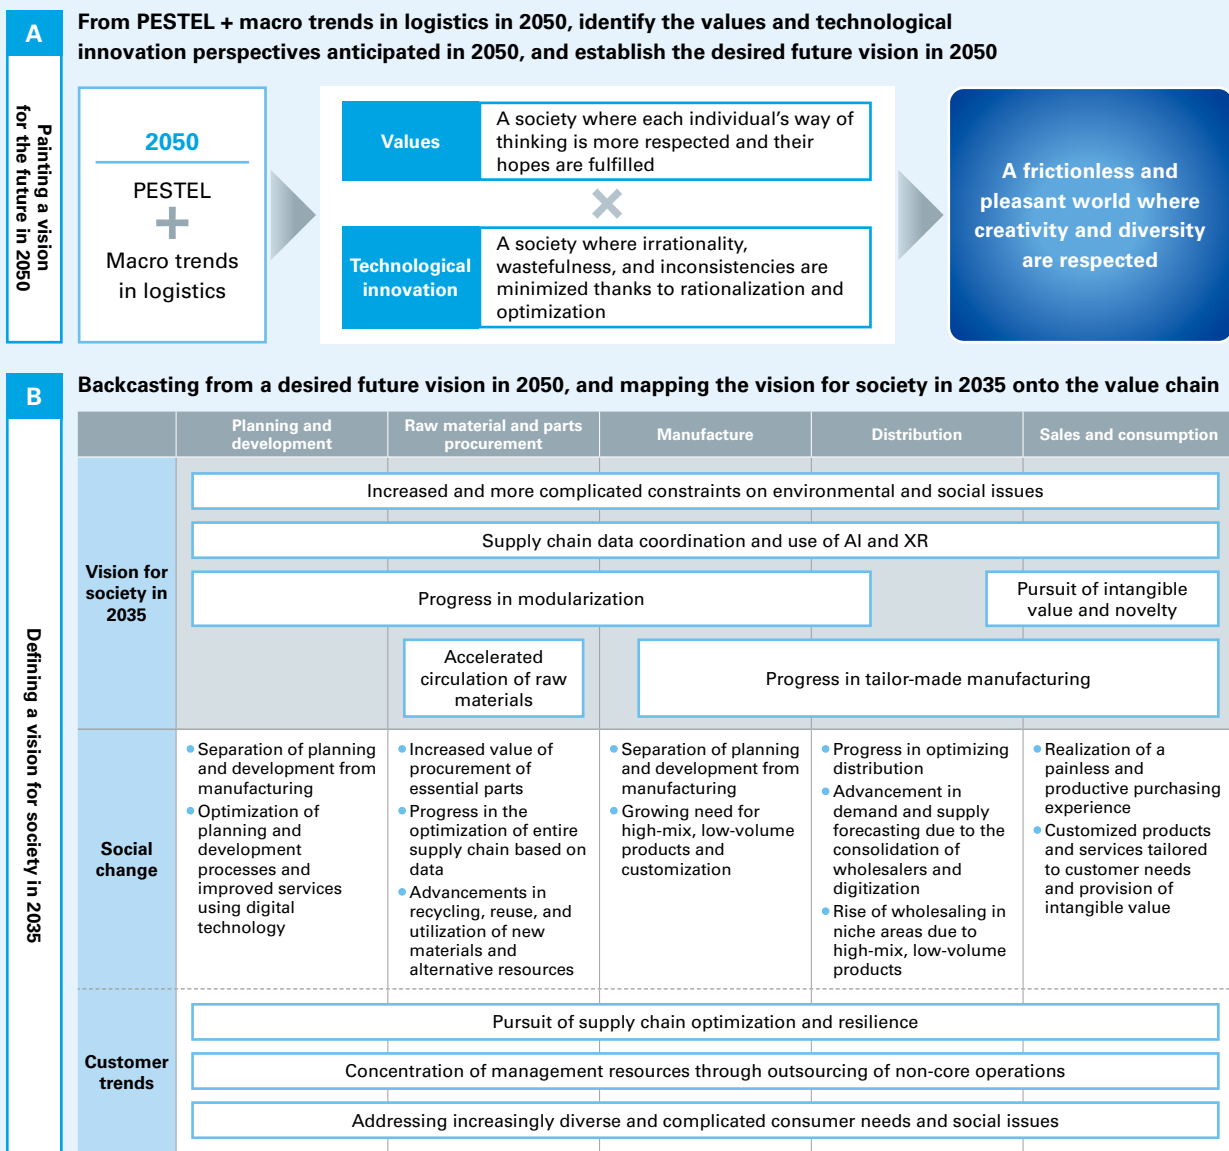 A
Painting a vision
for the future in 2050
From PESTEL + macro trends in logistics in 2050, identify the values and technological
innovation perspectives anticipated in 2050, and establish the desired future vision in 2050
2050
PESTEL
+
Macro trends
in logistics
Values
A society where each individual's way of
thinking is more respected and their
hopes are fulfilled
×
Technological
innovation
A society where irrationality,
wastefulness, and inconsistencies are
minimized thanks to rationalization and
optimization
A frictionless and
pleasant world where
creativity and diversity
are respected
B
Defining a vision for society in 2035
Backcasting from a desired future vision in 2050, and mapping the vision for society in 2035 onto the value chain
Planning and
development
Raw material and parts
procurement
Manufacture
Distribution
Sales and consumption
Vision for
society in
2035
Increased and more complicated constraints on environmental and social issues
Supply chain data coordination and use of AI and XR
Progress in modularization
Pursuit of intangible
value and novelty
Accelerated
circulation of raw
materials
Progress in tailor-made manufacturing
Social
change
• Separation of planning
and development from
manufacturing
• Optimization of
planning and
development
processes and
improved services
using digital
technology
• Increased value of
procurement of
essential parts
• Progress in the
optimization of entire
supply chain based on
data
• Advancements in
recycling, reuse, and
utilization of new
materials and
alternative resources
• Separation of planning
and development from
manufacturing
• Growing need for
high-mix, low-volume
products and
customization
• Progress in optimizing
distribution
• Advancement in
demand and supply
forecasting due to the
consolidation of
wholesalers and
digitization
• Rise of wholesaling in
niche areas due to
high-mix, low-volume
products
• Realization of a
painless and
productive purchasing
experience
• Customized products
and services tailored
to customer needs
and provision of
intangible value
Customer
trends
Pursuit of supply chain optimization and resilience
Concentration of management resources through outsourcing of non-core operations
Addressing increasingly diverse and complicated consumer needs and social issues